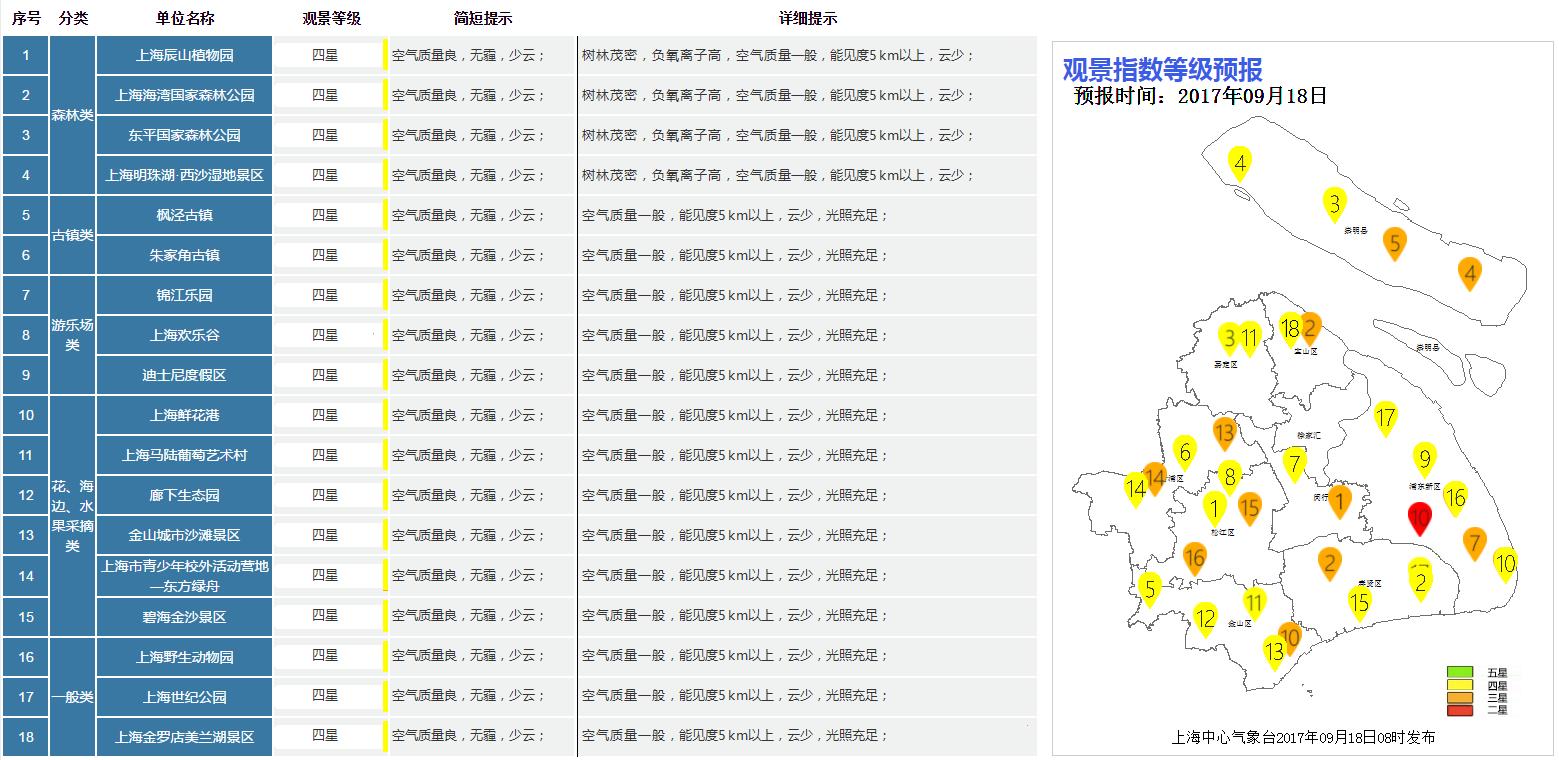 序号 分类 单位名称 观景等级 简短提示 详细提示
1 森林类 上海辰山植物园 四星 空气质量良，无霾，少云； 树林茂密，负氧离子高，空气质量一般，能见度5 km以上，云少；
2 上海海湾国家森林公园 四星 空气质量良，无霾，少云； 树林茂密，负氧离子高，空气质量一般，能见度5 km以上，云少；
3 东平国家森林公园 四星 空气质量良，无霾，少云； 树林茂密，负氧离子高，空气质量一般，能见度5 km以上，云少；
4 上海明珠湖·西沙湿地景区 四星 空气质量良，无霾，少云； 树林茂密，负氧离子高，空气质量一般，能见度5 km以上，云少；
5 古镇类 枫泾古镇 四星 空气质量良，无霾，少云； 空气质量一般，能见度5 km以上，云少，光照充足；
6 朱家角古镇 四星 空气质量良，无霾，少云； 空气质量一般，能见度5 km以上，云少，光照充足；
7 游乐场类 锦江乐园 四星 空气质量良，无霾，少云； 空气质量一般，能见度5 km以上，云少，光照充足；
8 上海欢乐谷 四星 空气质量良，无霾，少云； 空气质量一般，能见度5 km以上，云少，光照充足；
9 迪士尼度假区 四星 空气质量良，无霾，少云； 空气质量一般，能见度5 km以上，云少，光照充足；
10 花、海边、水果采摘类 上海鲜花港 四星 空气质量良，无霾，少云； 空气质量一般，能见度5 km以上，云少，光照充足；
11 上海马陆葡萄艺术村 四星 空气质量良，无霾，少云； 空气质量一般，能见度5 km以上，云少，光照充足；
12 廊下生态园 四星 空气质量良，无霾，少云； 空气质量一般，能见度5 km以上，云少，光照充足；
13 金山城市沙滩景区 四星 空气质量良，无霾，少云； 空气质量一般，能见度5 km以上，云少，光照充足；
14 上海市青少年校外活动营地—东方绿舟 四星 空气质量良，无霾，少云； 空气质量一般，能见度5 km以上，云少，光照充足；
15 碧海金沙景区 四星 空气质量良，无霾，少云； 空气质量一般，能见度5 km以上，云少，光照充足；
16 一般类 上海野生动物园 四星 空气质量良，无霾，少云； 空气质量一般，能见度5 km以上，云少，光照充足；
17 上海世纪公园 四星 空气质量良，无霾，少云； 空气质量一般，能见度5 km以上，云少，光照充足；
18 上海金罗店美兰湖景区 四星 空气质量良，无霾，少云； 空气质量一般，能见度5 km以上，云少，光照充足；
观景指数等级预报
预报时间：2017年09月18日
4
3
崇明县
5
4
3 11 18 2
宝山区
崇明县
嘉定区
17
13
徐家汇
6 7 9
8
14 14 浦区 浦东新区
16
1 15 闵行 1
10
松江区
7
16 2 10
5 2
奉贤区
12 11 15
金山区
10
13
五星
四星
三星
二星
上海中心气象台2017年09月18日08时发布